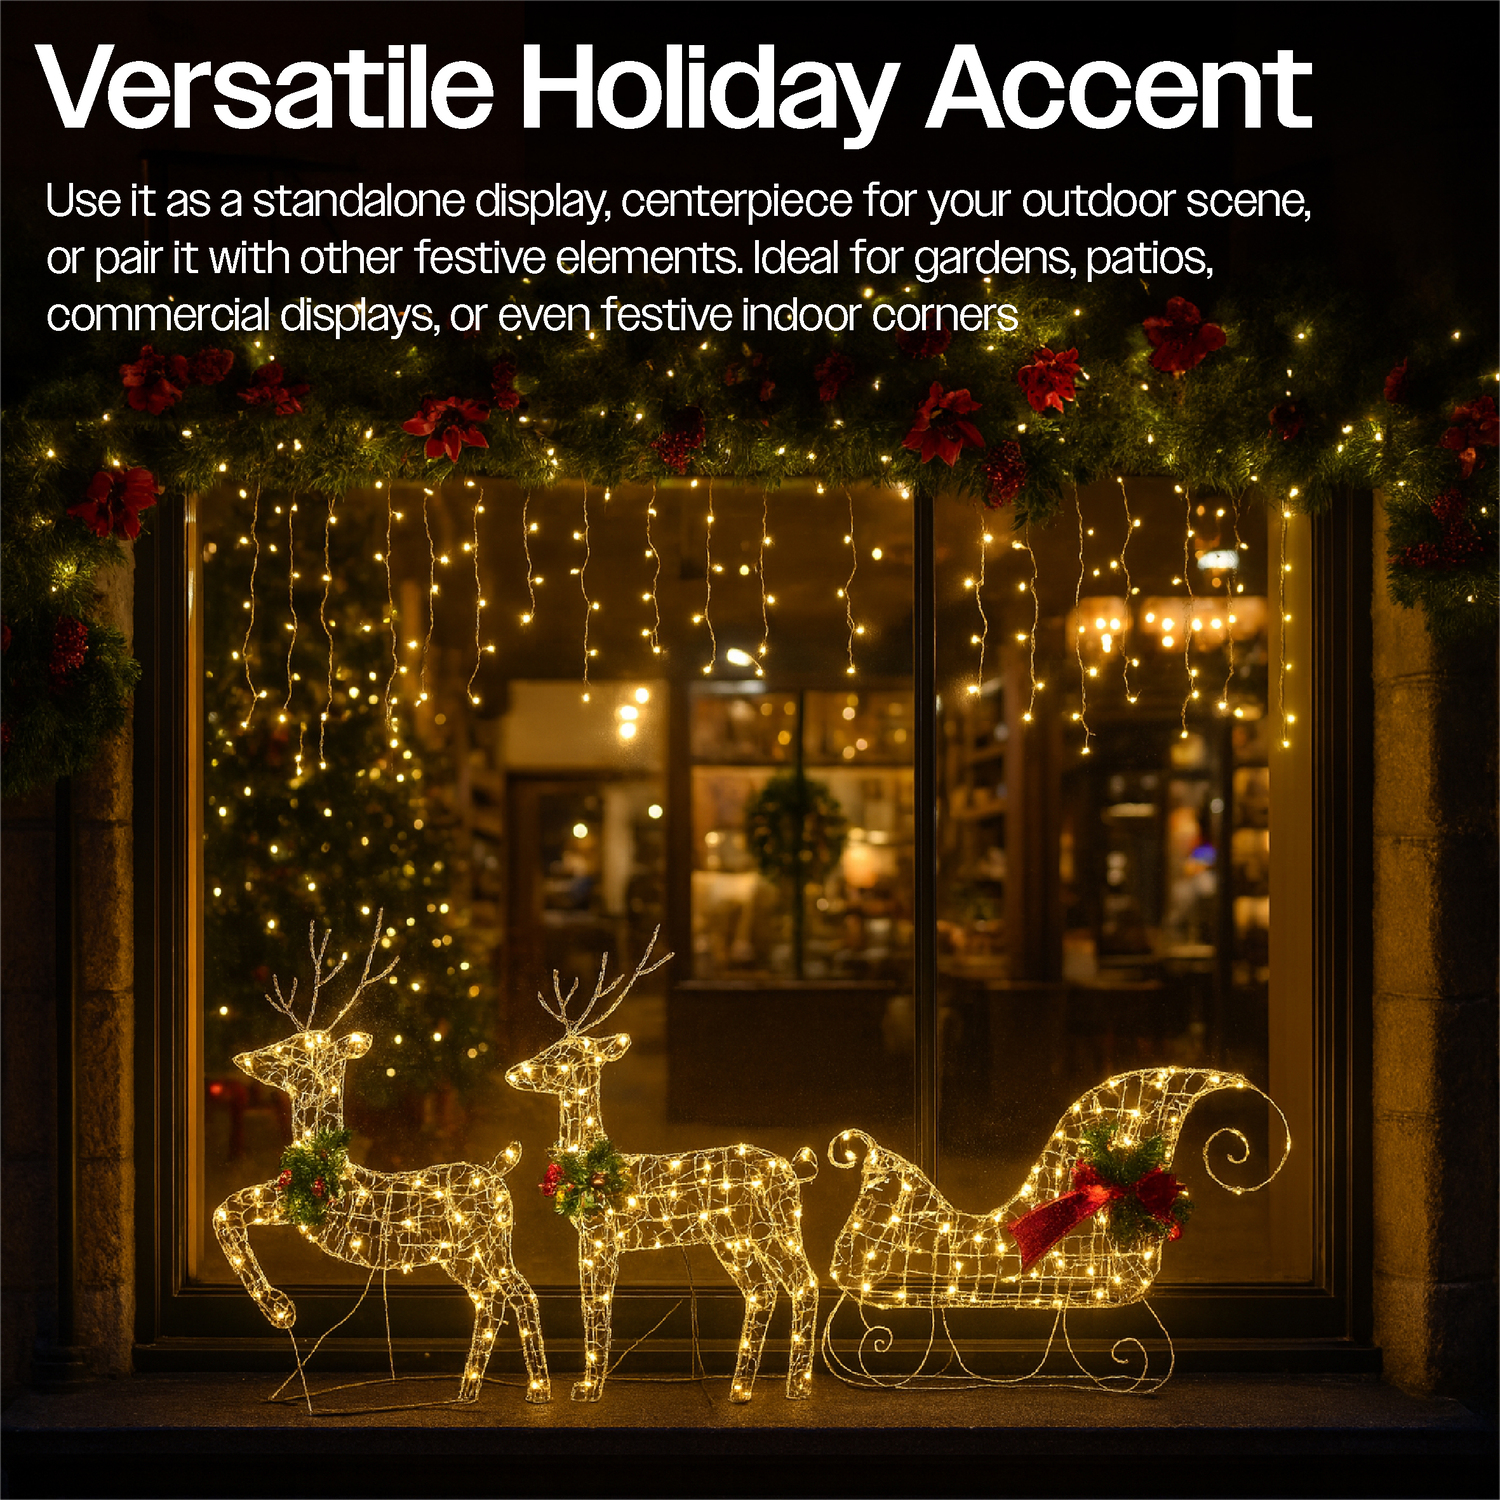 Versatile Holiday Accent
Use it as a standalone display, centerpiece for your outdoor scene,
or pair it with other festive elements. Ideal for gardens, patios,
commercial displays, or even festive indoor corners